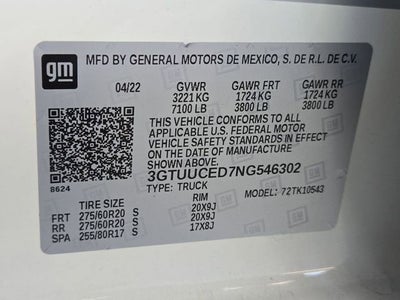 gm MFD BY GENERAL MOTORS DE MEXICO, S. DE R.L. DE C.V.
04/22 GVWR GAWR FRT GAWR RR
3221 KG 1724 KG 1724 KG
7100 LB 3800 LB 3800 LB
THIS VEHICLE CONFORMS TO ALL
APPLICABLE U.S. FEDERAL MOTOR
VEHICLE SAFETY STANDARDS IN EFFECT
ON THE DATE OF MANUFACTURE
SHOWN ABOVE.
8624 3GTUUCED7NG546302
TYPE: TRUCK MODEL: 72TK10543
TIRE SIZE RIM
FRT 275/60R20 S 20X9J
RR 275/60R20 S 20X9J
SPA 255/80R17 S 17X8J